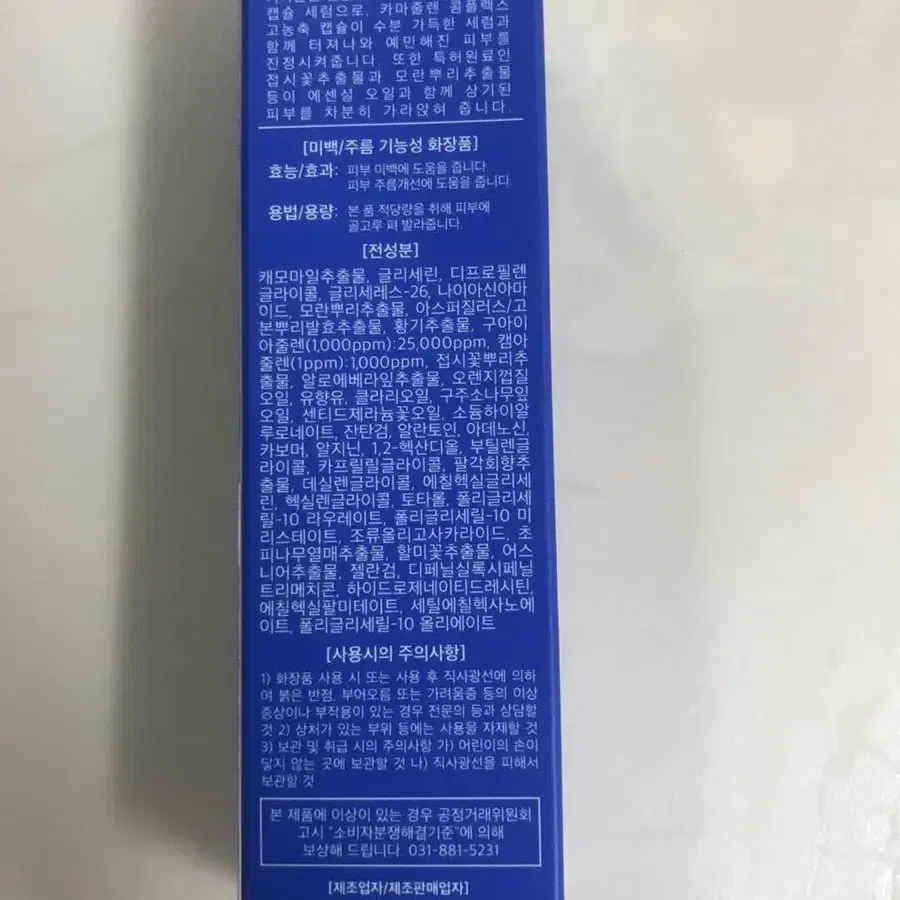 캡슐 세럼으로, 카마줄렌 콤플렉스
고농축 캡슐이 수분 가득한 세럼과
함께 터져나와 예민해진 피부를
진정시켜줍니다. 또한 특허원료인
접시꽃추출물과 모란뿌리추출물
등이 에센셜 오일과 함께 상기된
피부를 차분히 가라앉혀 줍니다.
[미백/주름 기능성 화장품]
효능/효과: 피부 미백에 도움을 줍니다.
피부 주름개선에 도움을 줍니다.
용법/용량: 본 품 적당량을 취해 피부에
골고루 펴 발라줍니다.
[전성분]
캐모마일추출물, 글리세린, 디프로필렌
글라이콜, 글리세레스-26, 나이아신아마
이드, 모란뿌리추출물, 아스퍼질러스/고
본뿌리발효추출물, 황기추출물, 구아이
아줄렌(1,000ppm):25,000ppm, 캠아
줄렌(1ppm):1,000ppm, 접시꽃뿌리추
출물, 알로에베라잎추출물, 오렌지껍질
오일, 유향유, 클라리오일, 구주소나무잎
오일, 센티드제라늄꽃오일, 소듐하이알
루로네이트, 잔탄검, 알란토인, 아데노신,
카보머, 알지닌, 1,2-헥산디올, 부틸렌글
라이콜, 카프릴릴글라이콜, 팔각회향추
출물, 데실렌글라이콜, 에칠헥실글리세
린, 헥실렌글라이콜, 토타롤, 폴리글리세
릴-10 라우레이트, 폴리글리세릴-10 미
리스테이트, 조류올리고사카라이드, 초
피나무열매추출물, 할미꽃추출물, 어스
니어추출물, 젤란검, 디페닐실록시페닐
트리메치콘, 하이드로제네이티드레시틴,
에칠헥실팔미테이트, 세틸에칠헥사노에
이트, 폴리글리세릴-10 올리에이트
[사용시의 주의사항]
1) 화장품 사용 시 또는 사용 후 직사광선에 의하
여 붉은 반점, 부어오름 또는 가려움증 등의 이상
증상이나 부작용이 있는 경우 전문의 등과 상담할
것 2) 상처가 있는 부위 등에는 사용을 자제할 것
3) 보관 및 취급 시의 주의사항 가) 어린이의 손이
닿지 않는 곳에 보관할 것 나) 직사광선을 피해서
보관할 것
본 제품에 이상이 있는 경우 공정거래위원회
고시 "소비자분쟁해결기준"에 의해
보상해 드립니다. 031-881-5231
[제조업자/제조판매업자]